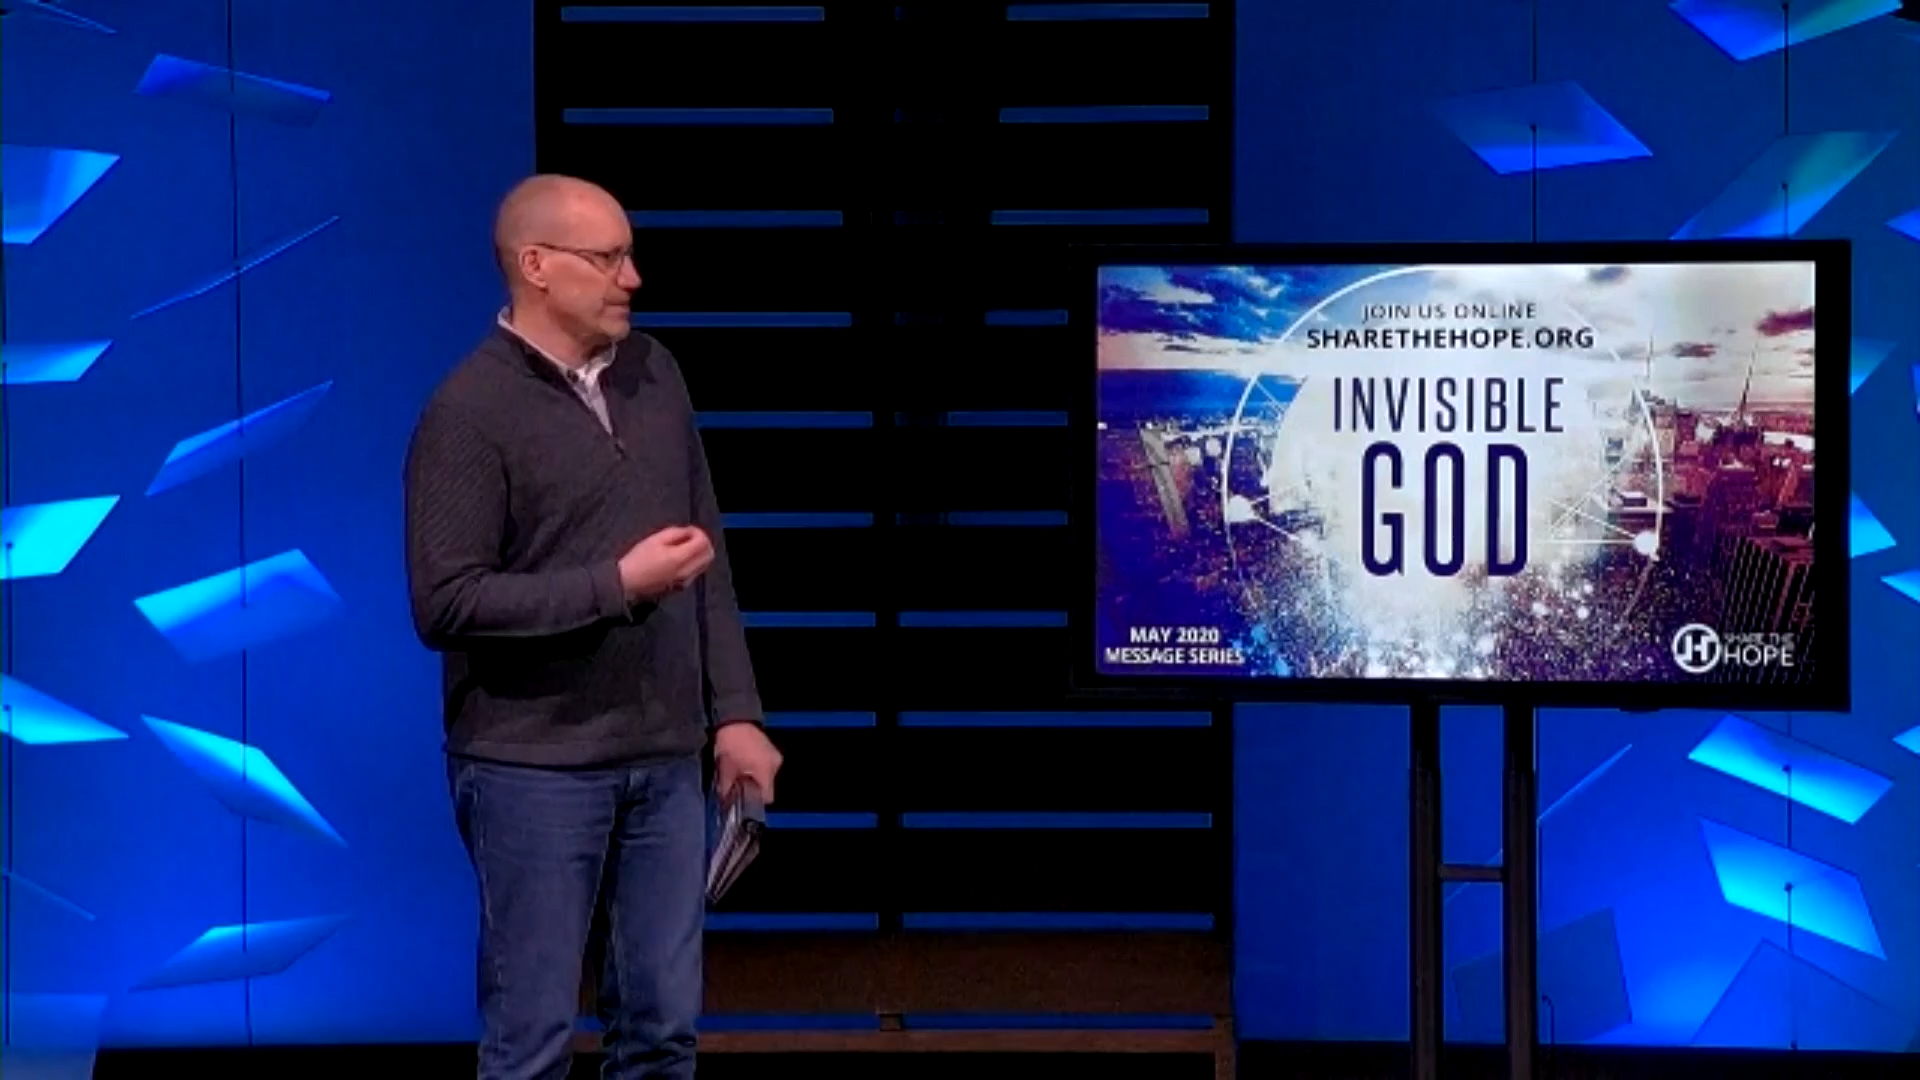 JOIN US ONLINE
SHARETHEHOPE.ORG
INVISIBLE
GOD
MAY 2020
MESSAGE SERIES
SHARE THE
HOPE